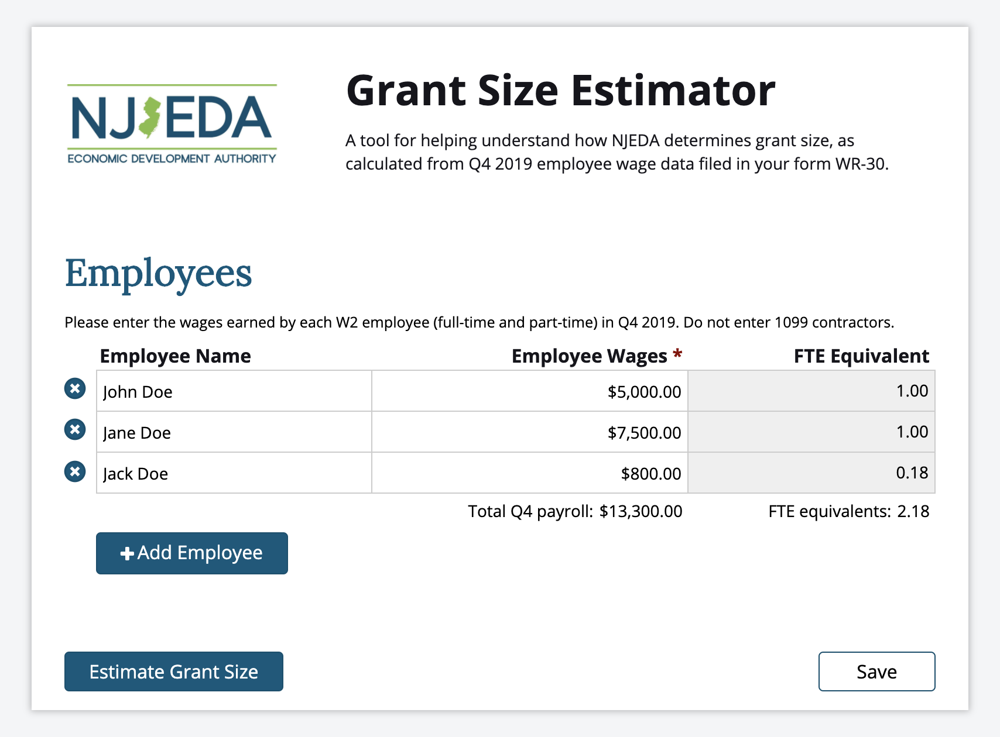 NJEDA
ECONOMIC DEVELOPMENT AUTHORITY
Grant Size Estimator
A tool for helping understand how NJEDA determines grant size, as
calculated from Q4 2019 employee wage data filed in your form WR-30.
Employees
Please enter the wages earned by each W2 employee (full-time and part-time) in Q4 2019. Do not enter 1099 contractors.
Employee Name Employee Wages * FTE Equivalent
John Doe $5,000.00 1.00
Jane Doe $7,500.00 1.00
Jack Doe $800.00 0.18
Total Q4 payroll: $13,300.00 FTE equivalents: 2.18
+Add Employee
Estimate Grant Size Save